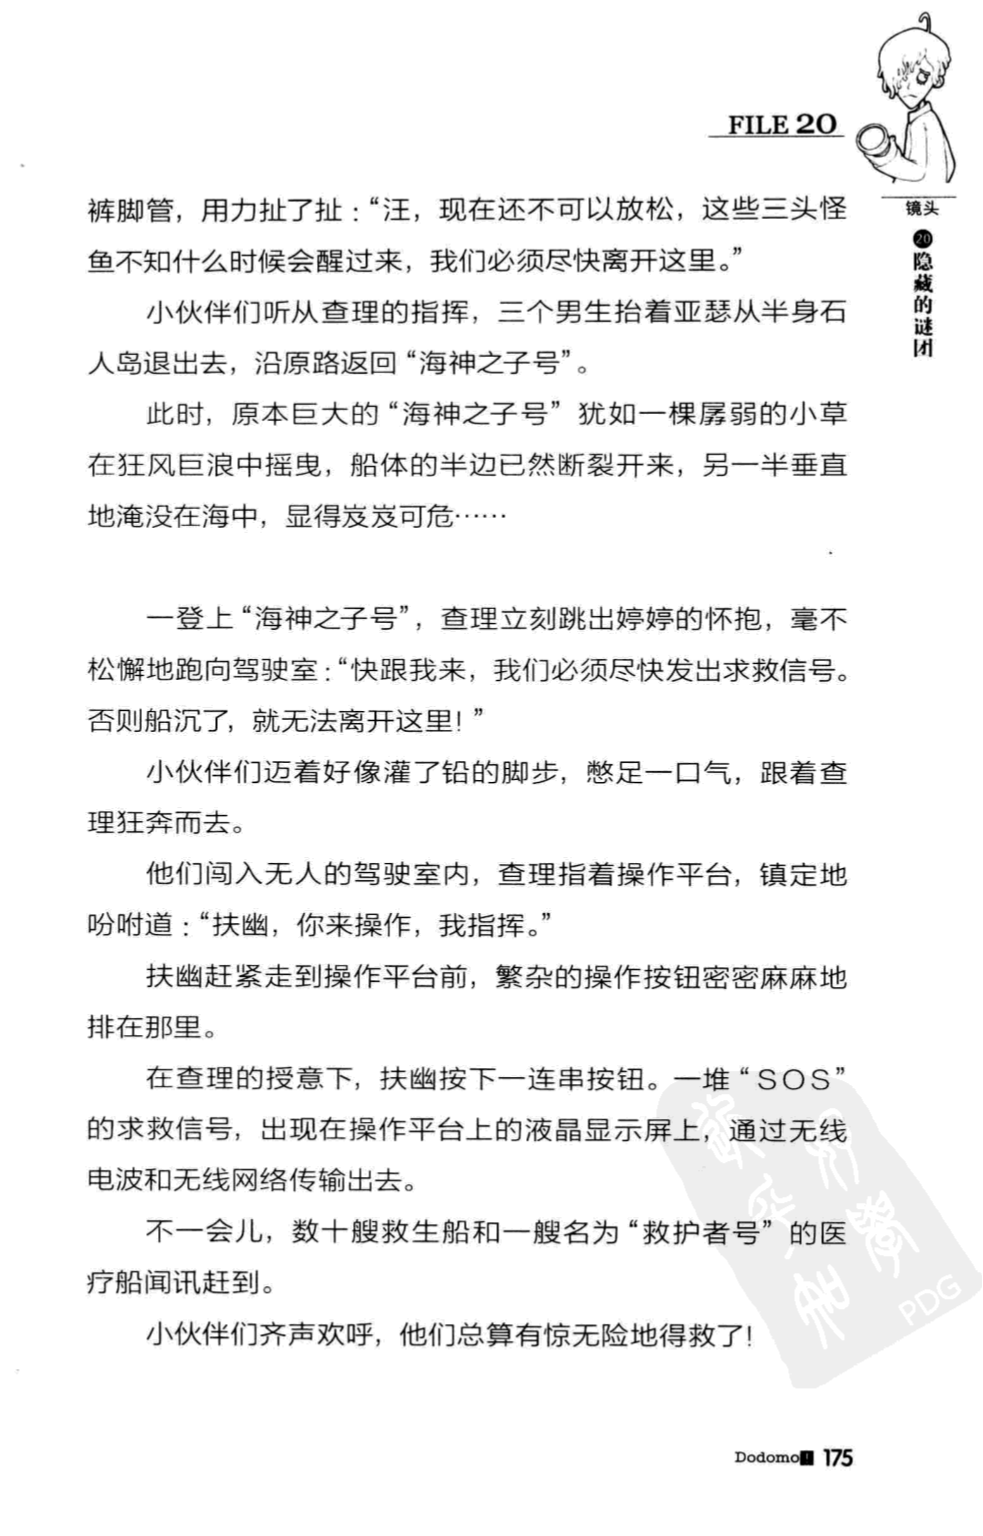 FILE 20
镜头
⑳隐藏的谜团
裤脚管，用力扯了扯：“汪，现在还不可以放松，这些三头怪
鱼不知什么时候会醒过来，我们必须尽快离开这里。”
小伙伴们听从查理的指挥，三个男生抬着亚瑟从半身石
人岛退出去，沿原路返回“海神之子号”。
此时，原本巨大的“海神之子号”犹如一棵孱弱的小草
在狂风巨浪中摇曳，船体的半边已然断裂开来，另一半垂直
地淹没在海中，显得岌岌可危……
一登上“海神之子号”，查理立刻跳出婷婷的怀抱，毫不
松懈地跑向驾驶室：“快跟我来，我们必须尽快发出求救信号。
否则船沉了，就无法离开这里！”
小伙伴们迈着好像灌了铅的脚步，憋足一口气，跟着查
理狂奔而去。
他们闯入无人的驾驶室内，查理指着操作平台，镇定地
吩咐道：“扶幽，你来操作，我指挥。”
扶幽赶紧走到操作平台前，繁杂的操作按钮密密麻麻地
排在那里。
在查理的授意下，扶幽按下一连串按钮。一堆“SOS”
的求救信号，出现在操作平台上的液晶显示屏上，通过无线
电波和无线网络传输出去。
不一会儿，数十艘救生船和一艘名为“救护者号”的医
疗船闻讯赶到。
小伙伴们齐声欢呼，他们总算有惊无险地得救了！
PDG
Dodomo! 175